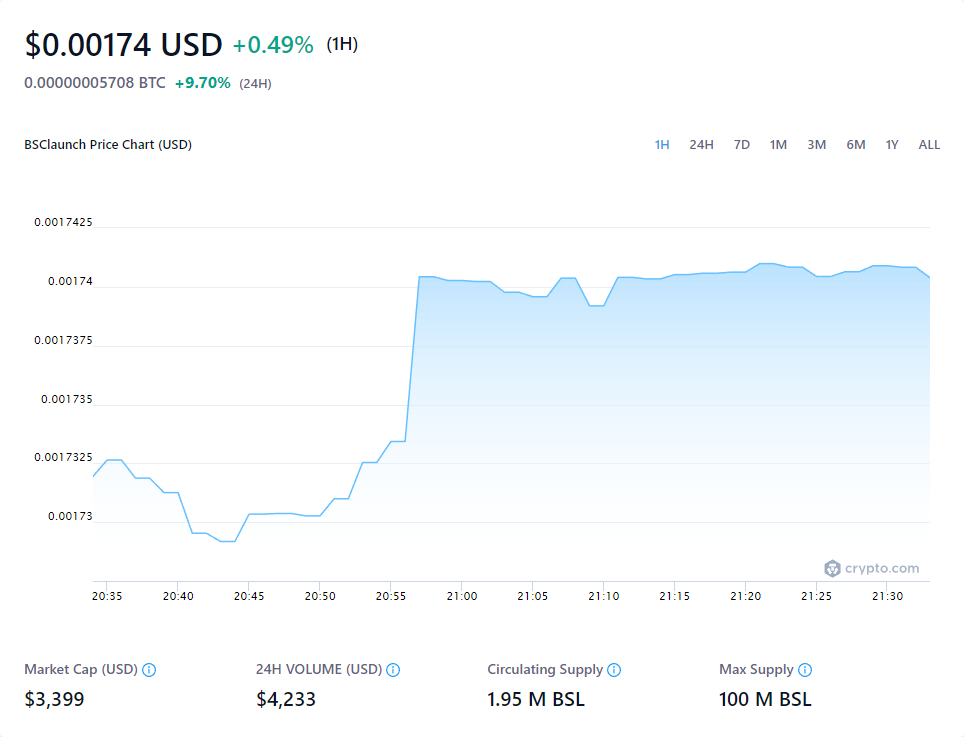 $0.00174 USD +0.49% (1H)
0.00000005708 BTC +9.70% (24H)
BSClaunch Price Chart (USD) 1H 24H 7D 1M 3M 6M 1Y ALL
0.0017425
0.00174
0.0017375
0.001735
0.0017325
0.00173
crypto.com
20:35 20:40 20:45 20:50 20:55 21:00 21:05 21:10 21:15 21:20 21:25 21:30
Market Cap (USD) 24H VOLUME (USD) Circulating Supply Max Supply
$3,399 $4,233 1.95 M BSL 100 M BSL